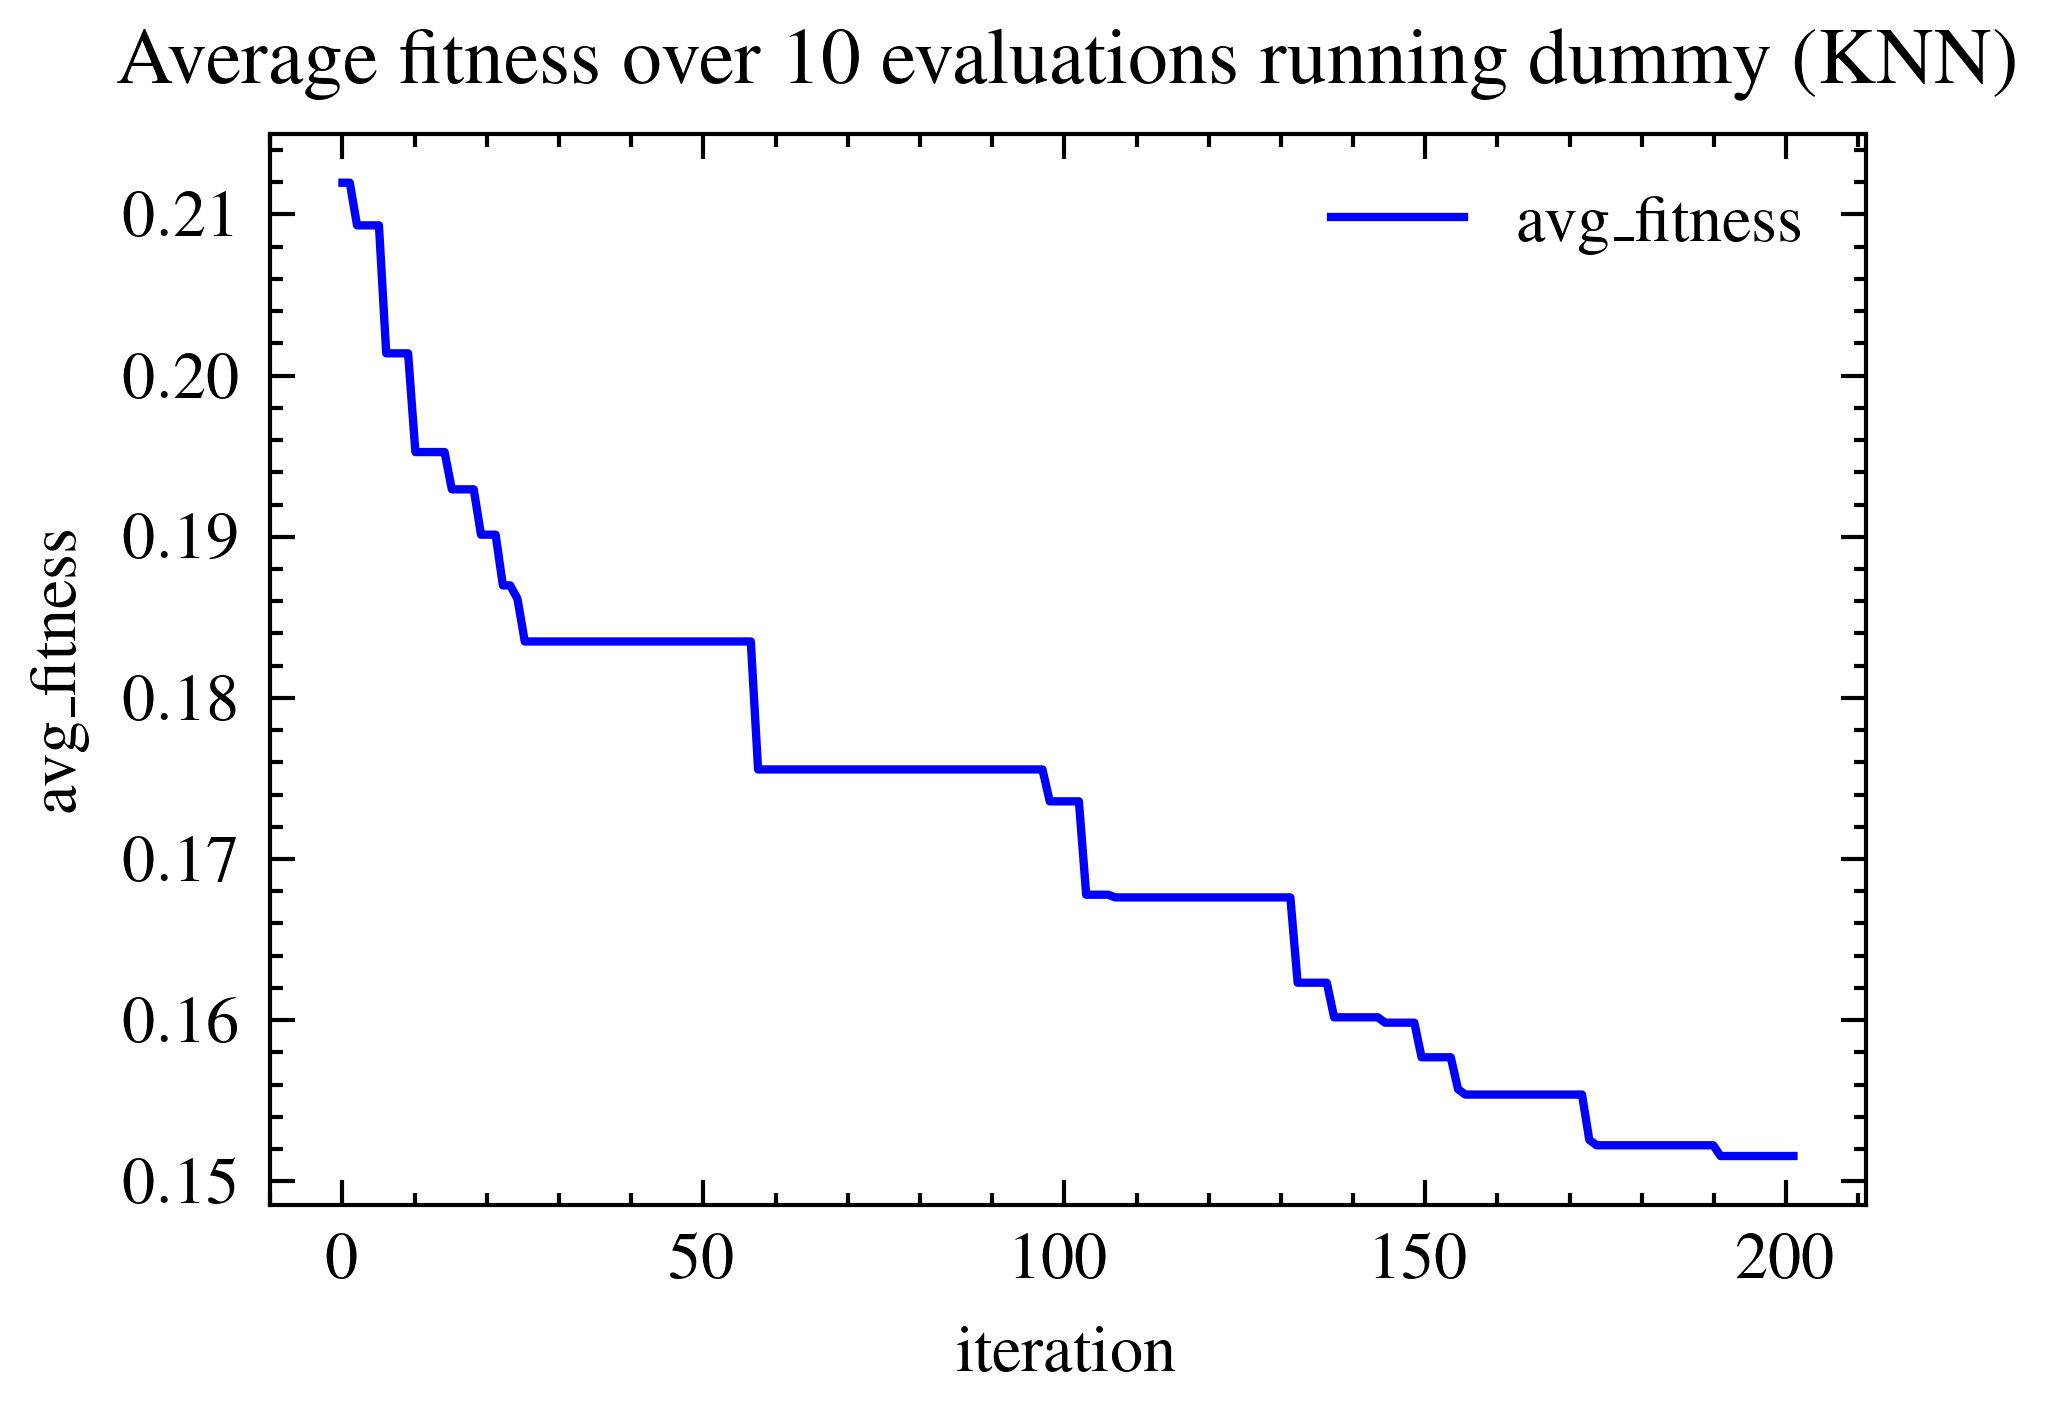 Average fitness over 10 evaluations running dummy (KNN)
avg_fitness
0.21
0.20
0.19
0.18
0.17
0.16
0.15
avg_fitness
0 50 100 150 200
iteration